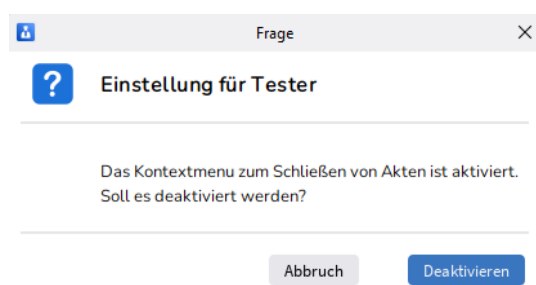 Frage
Einstellung für Tester
Das Kontextmenu zum Schließen von Akten ist aktiviert.
Soll es deaktiviert werden?
Abbruch
Deaktivieren